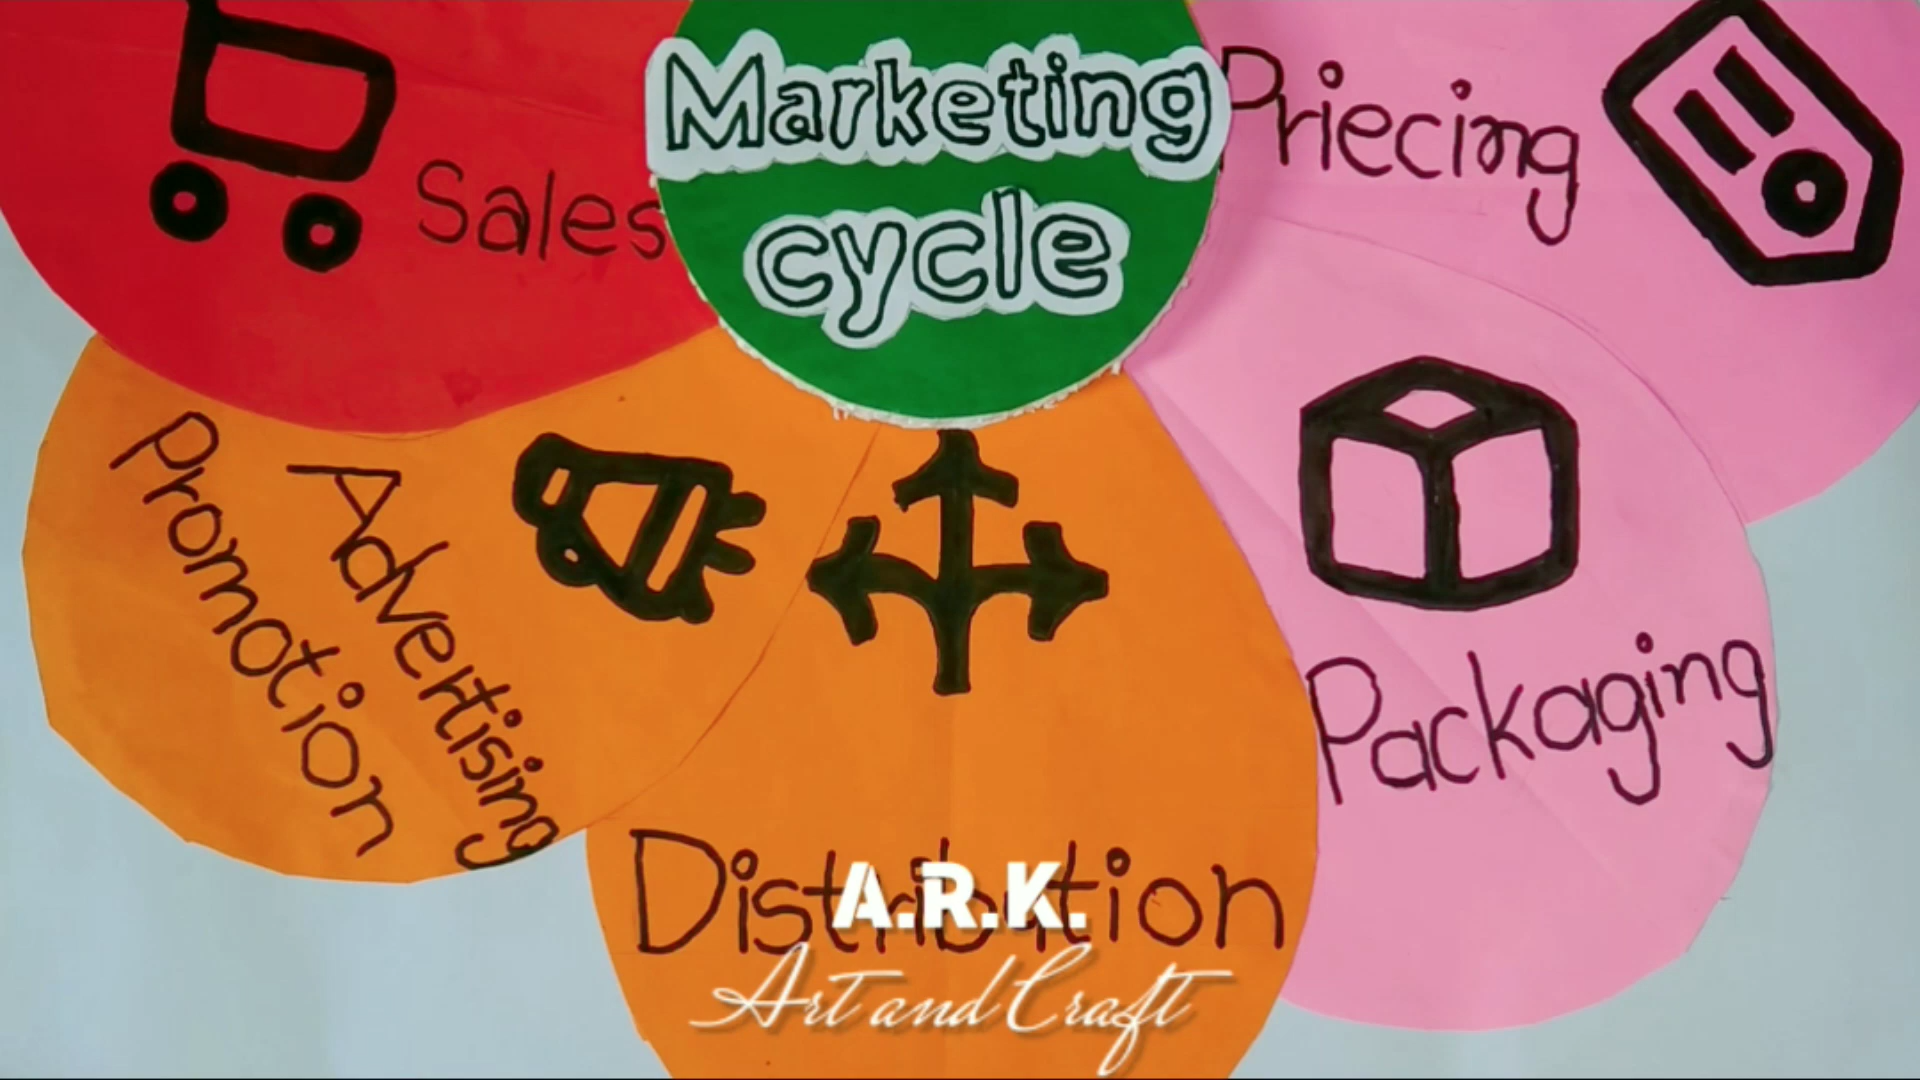 Marketing
cycle
Priecing
Sales
Packaging
Advertising
Promotion
Distribution
A.R.K.
Art and Craft